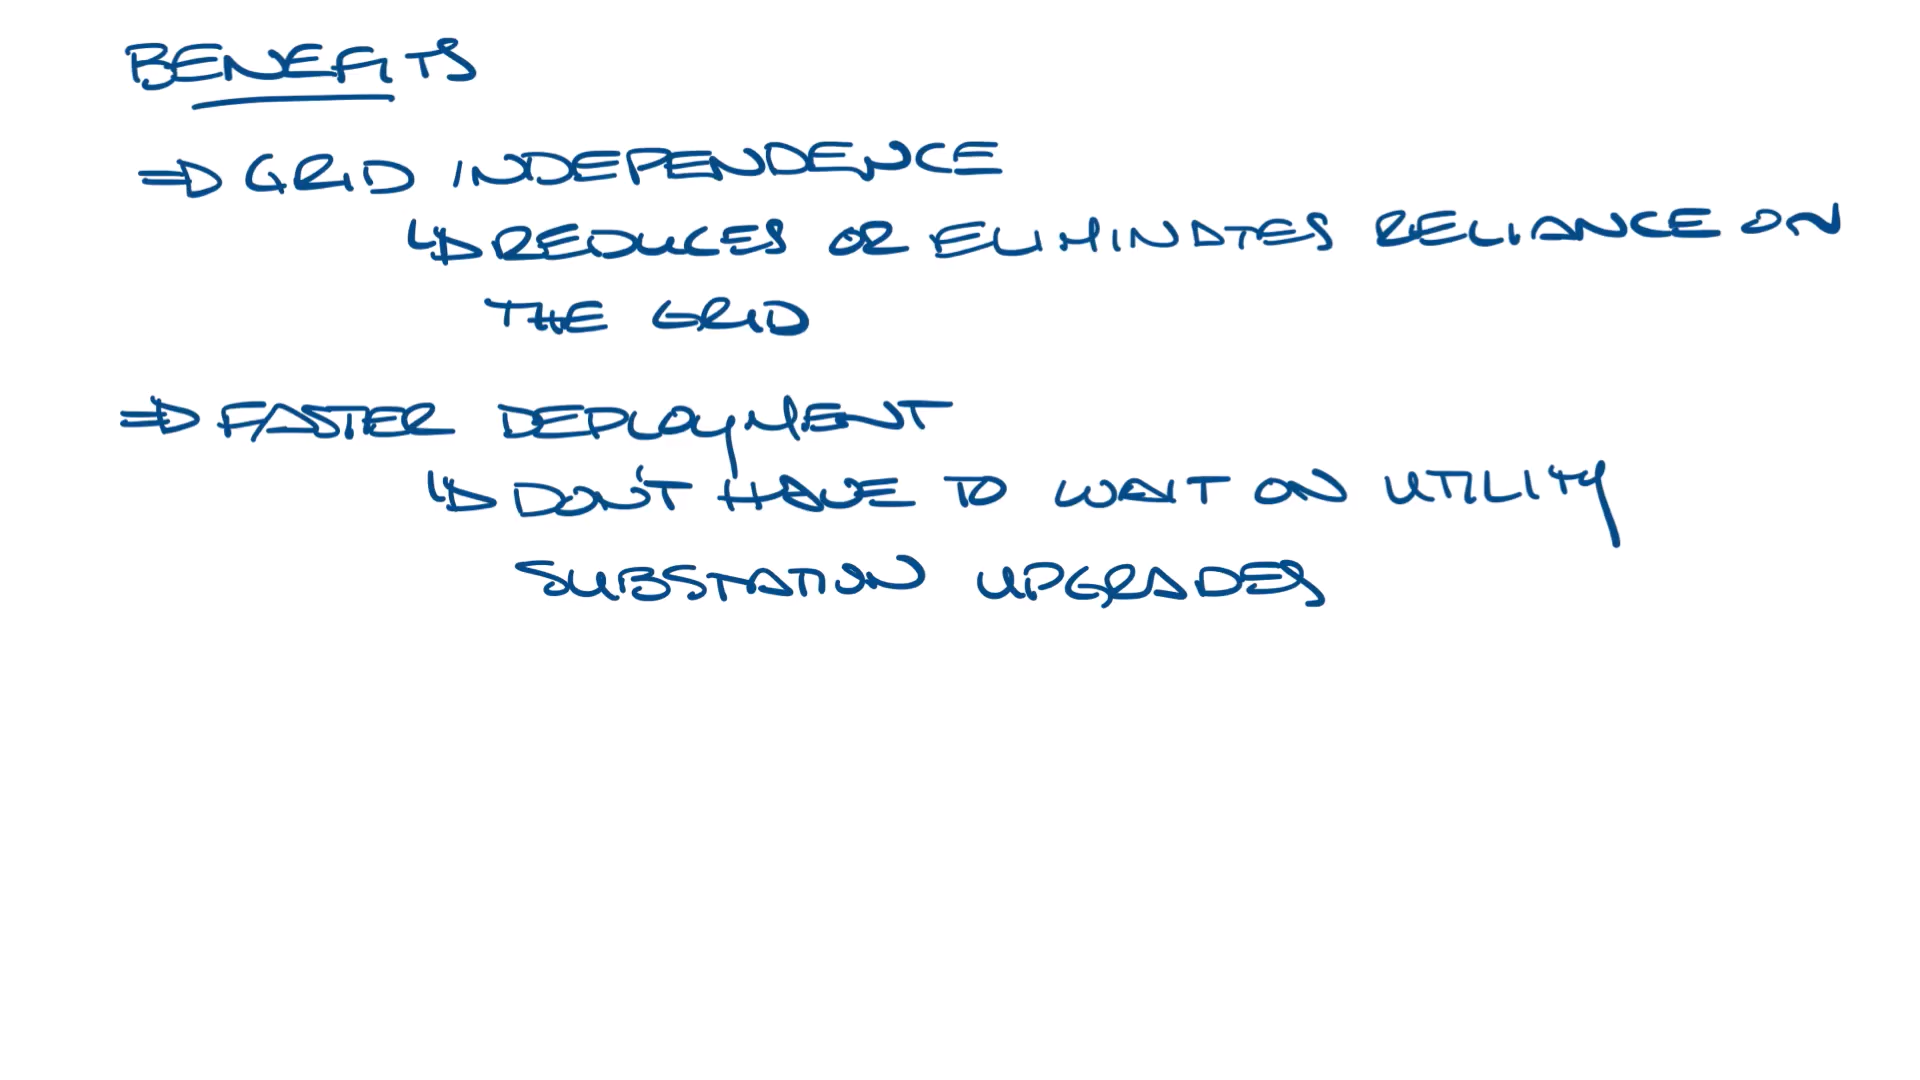 BENEFITS
⇒ GRID INDEPENDENCE
↳ REDUCES OR ELIMINATES RELIANCE ON
THE GRID
⇒ FASTER DEPLOYMENT
↳ DON'T HAVE TO WAIT ON UTILITY
SUBSTATION UPGRADES